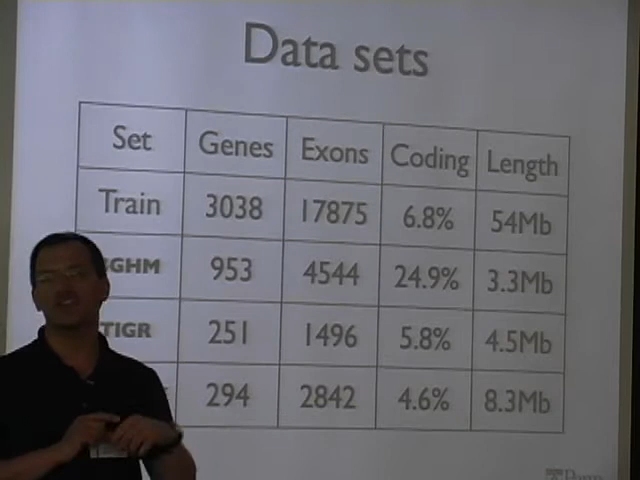 Data sets
Set Genes Exons Coding Length
Train 3038 17875 6.8% 54Mb
GHM 953 4544 24.9% 3.3Mb
TIGR 251 1496 5.8% 4.5Mb
294 2842 4.6% 8.3Mb